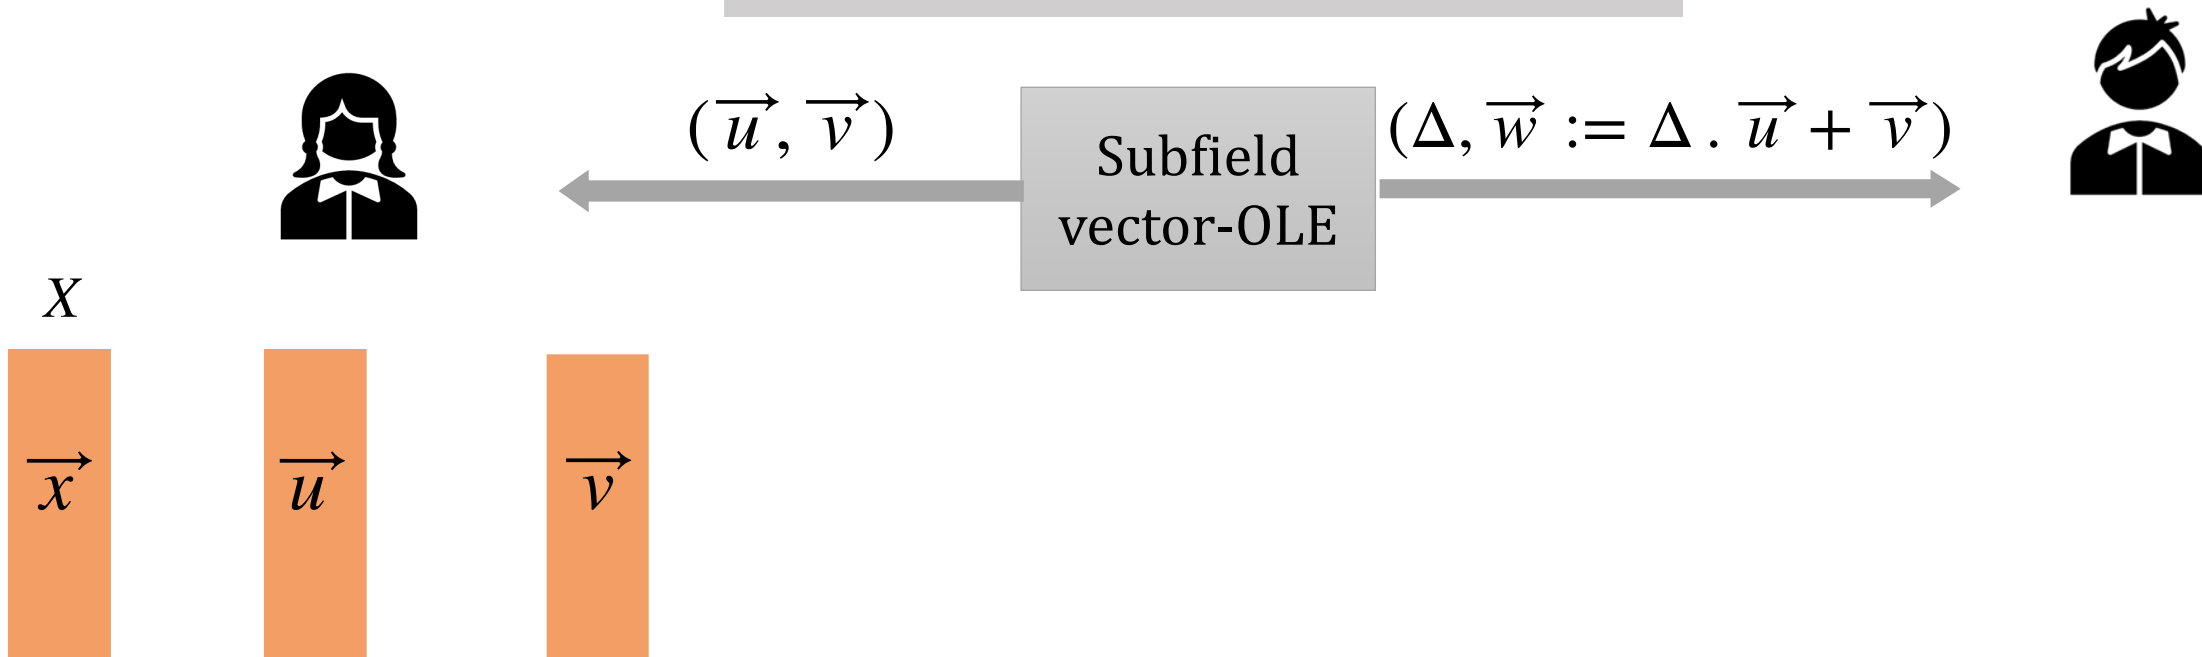 (u⃗, v⃗)
Subfield
vector-OLE
(Δ, w⃗ := Δ . u⃗ + v⃗)
X
x⃗
u⃗
v⃗